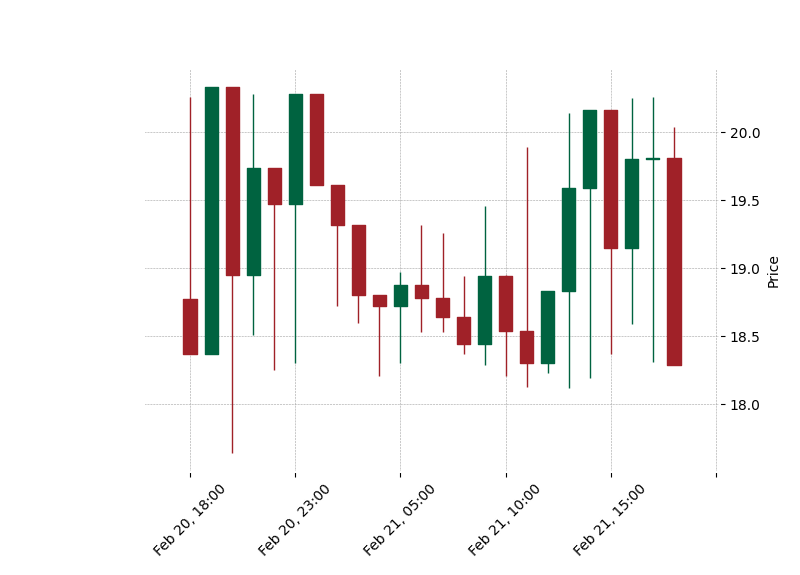 20.0
19.5
19.0
18.5
18.0
Price
Feb 20, 18:00
Feb 20, 23:00
Feb 21, 05:00
Feb 21, 10:00
Feb 21, 15:00